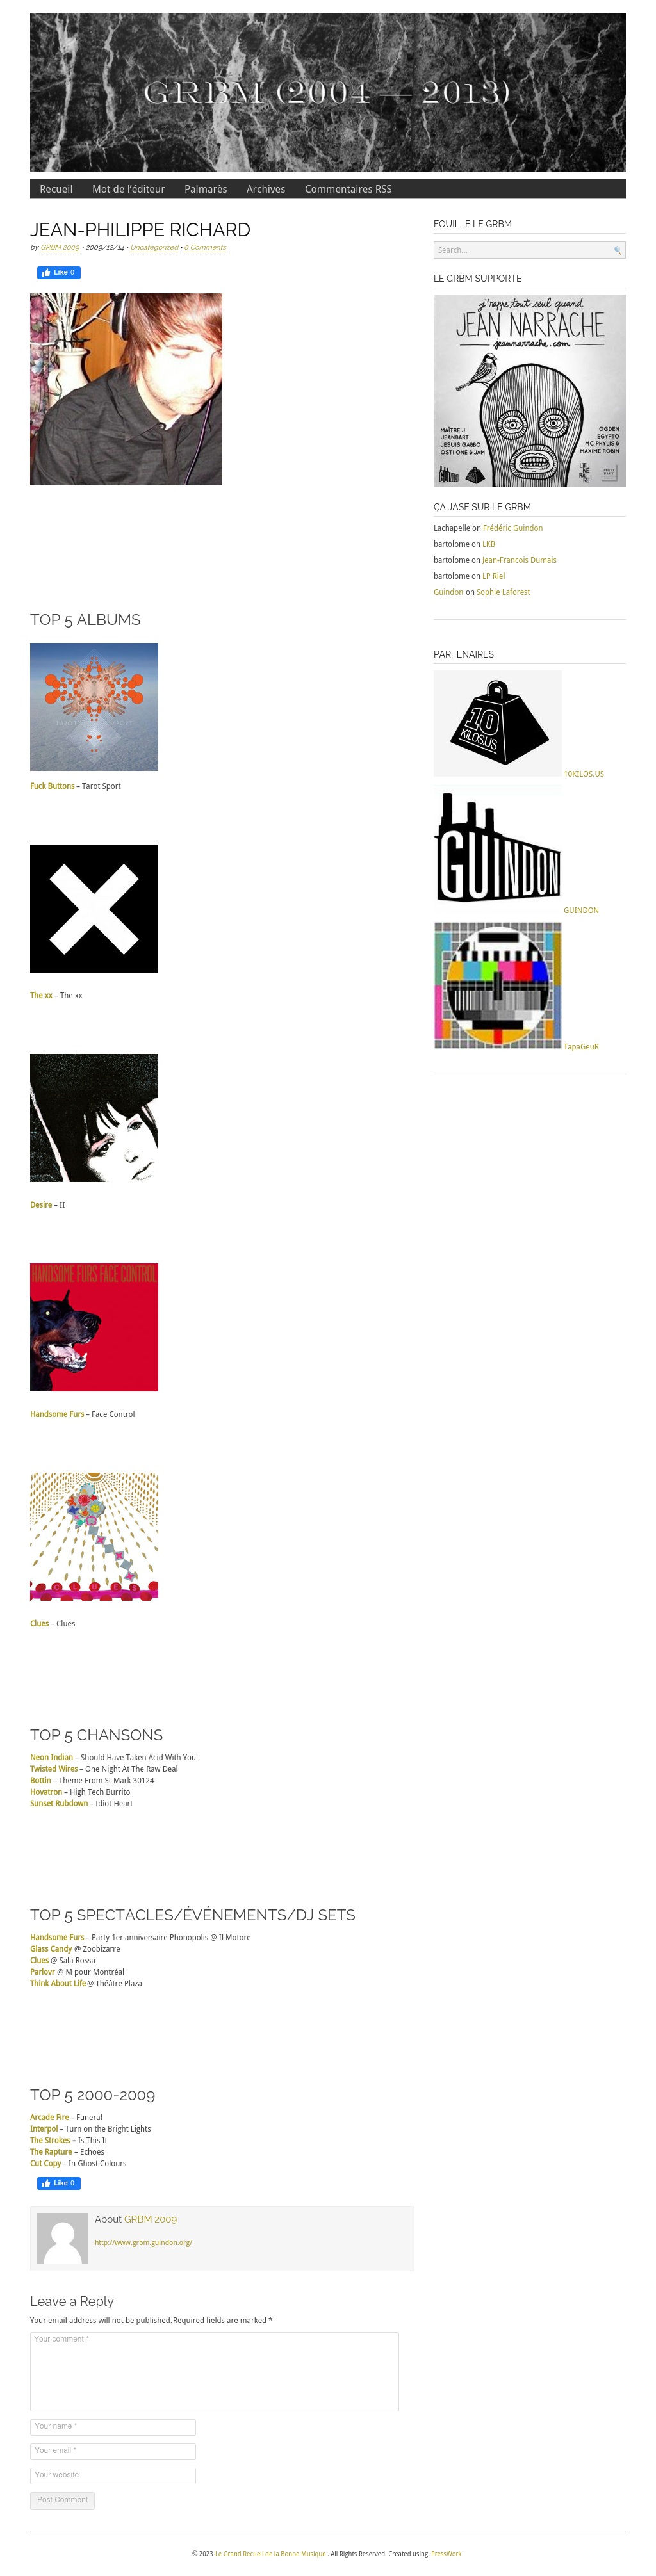 GRBM (2004 — 2013)
Recueil Mot de l'éditeur Palmarès Archives Commentaires RSS
JEAN-PHILIPPE RICHARD
by GRBM 2009 • 2009/12/14 • Uncategorized • 0 Comments
Like 0
TOP 5 ALBUMS
Fuck Buttons – Tarot Sport
The xx – The xx
Desire – II
HANDSOME FURS FACE CONTROL
Handsome Furs – Face Control
CLUES
Clues – Clues
TOP 5 CHANSONS
Neon Indian – Should Have Taken Acid With You
Twisted Wires – One Night At The Raw Deal
Bottin – Theme From St Mark 30124
Hovatron – High Tech Burrito
Sunset Rubdown – Idiot Heart
TOP 5 SPECTACLES/ÉVÉNEMENTS/DJ SETS
Handsome Furs – Party 1er anniversaire Phonopolis @ Il Motore
Glass Candy @ Zoobizarre
Clues @ Sala Rossa
Parlovr @ M pour Montréal
Think About Life @ Théâtre Plaza
TOP 5 2000-2009
Arcade Fire – Funeral
Interpol – Turn on the Bright Lights
The Strokes – Is This It
The Rapture – Echoes
Cut Copy – In Ghost Colours
Like 0
About GRBM 2009
http://www.grbm.guindon.org/
Leave a Reply
Your email address will not be published.Required fields are marked *
Your comment *
Your name *
Your email *
Your website
Post Comment
FOUILLE LE GRBM
Search...
LE GRBM SUPPORTE
j'rappe tout seul quand
JEAN NARRACHE
jeannarrache.com
MAÎTRE J
JEANBART
JESUIS GABBO
OSTI ONE & JAM
OGDEN
EGYPTO
MC PHYLIS &
MAXIME ROBIN
ÇA JASE SUR LE GRBM
Lachapelle on Frédéric Guindon
bartolome on LKB
bartolome on Jean-Francois Dumais
bartolome on LP Riel
Guindon on Sophie Laforest
PARTENAIRES
10
KILOS.US
10KILOS.US
GUINDON
GUINDON
TapaGeuR
© 2023 Le Grand Recueil de la Bonne Musique . All Rights Reserved. Created using PressWork.